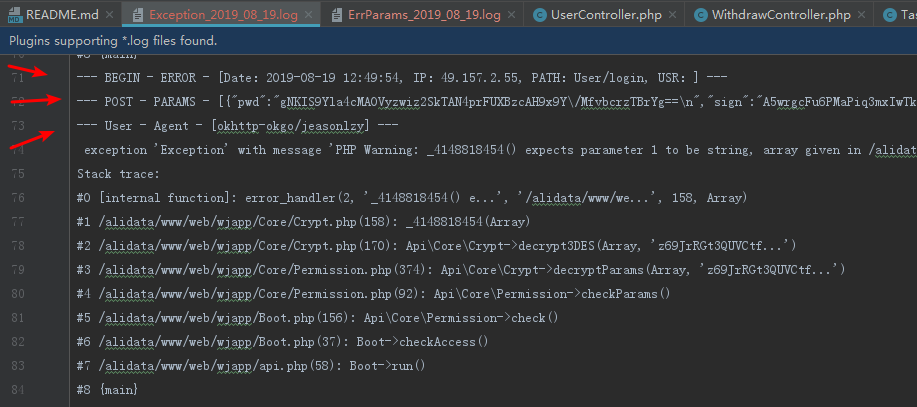 README.md
Exception_2019_08_19.log
ErrParams_2019_08_19.log
UserController.php
WithdrawController.php
Tas
Plugins supporting *.log files found.
#8 {main}
71 --- BEGIN - ERROR - [Date: 2019-08-19 12:49:54, IP: 49.157.2.55, PATH: User/login, USR: ] ---
--- POST - PARAMS - [{"pwd":"gNKIS9Yla4cMAOVyzwiz2SkTAN4prFUXBzcAH9x9Y\/MfvbcrzTBrYg==\n","sign":"A5wrgcFu6PMaPiq3mxIwTk
73 --- User - Agent - [okhttp-okgo/jeasonlzy] ---
exception 'Exception' with message 'PHP Warning: _4148818454() expects parameter 1 to be string, array given in /alida
75 Stack trace:
76 #0 [internal function]: error_handler(2, '_4148818454() e...', '/alidata/www/we...', 158, Array)
77 #1 /alidata/www/web/wjapp/Core/Crypt.php(158): _4148818454(Array)
78 #2 /alidata/www/web/wjapp/Core/Crypt.php(170): Api\Core\Crypt->decrypt3DES(Array, 'z69JrRGt3QUVCtf...')
79 #3 /alidata/www/web/wjapp/Core/Permission.php(374): Api\Core\Crypt->decryptParams(Array, 'z69JrRGt3QUVCtf...')
80 #4 /alidata/www/web/wjapp/Core/Permission.php(92): Api\Core\Permission->checkParams()
81 #5 /alidata/www/web/wjapp/Boot.php(156): Api\Core\Permission->check()
82 #6 /alidata/www/web/wjapp/Boot.php(37): Boot->checkAccess()
83 #7 /alidata/www/web/wjapp/api.php(58): Boot->run()
84 #8 {main}